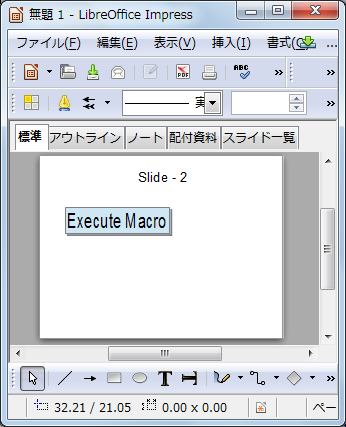 無題 1 - LibreOffice Impress
ファイル(F) 編集(E) 表示(V) 挿入(I) 書式(O)
PDF ABC
実
標準 アウトライン ノート 配付資料 スライド一覧
Slide - 2
Execute Macro
T
32.21 / 21.05 0.00 x 0.00 ペー